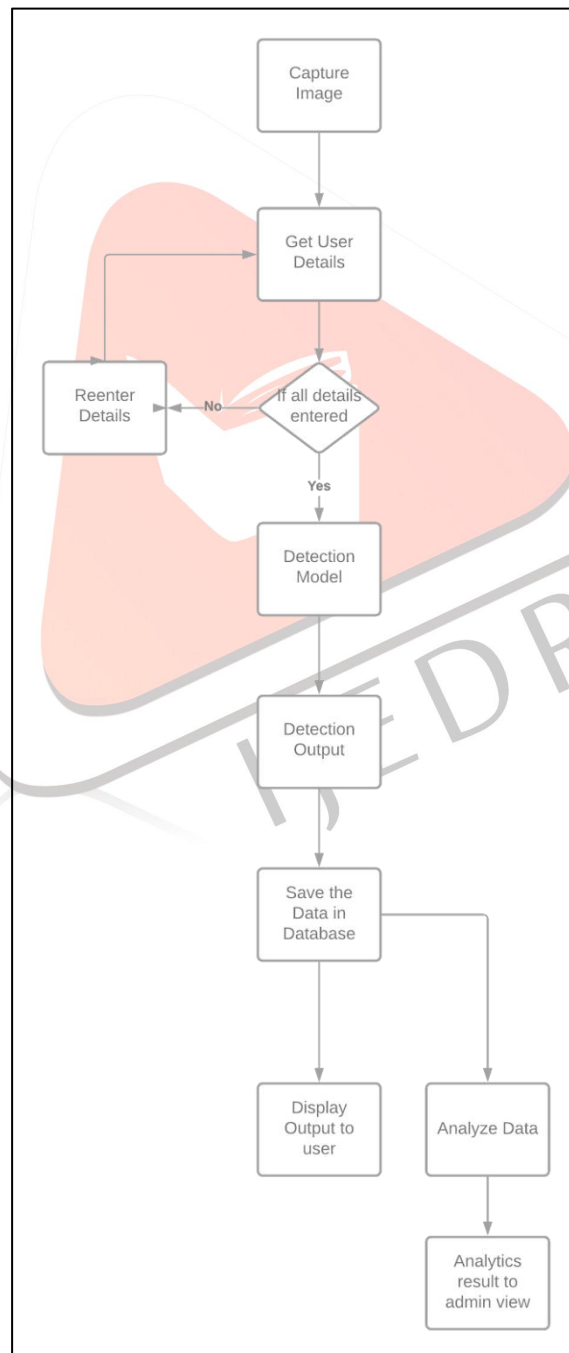 Capture
Image
Get User
Details
Reenter
Details
No
If all details
entered
Yes
Detection
Model
Detection
Output
IJEDR
Save the
Data in
Database
Display
Output to
user
Analyze Data
Analytics
result to
admin view